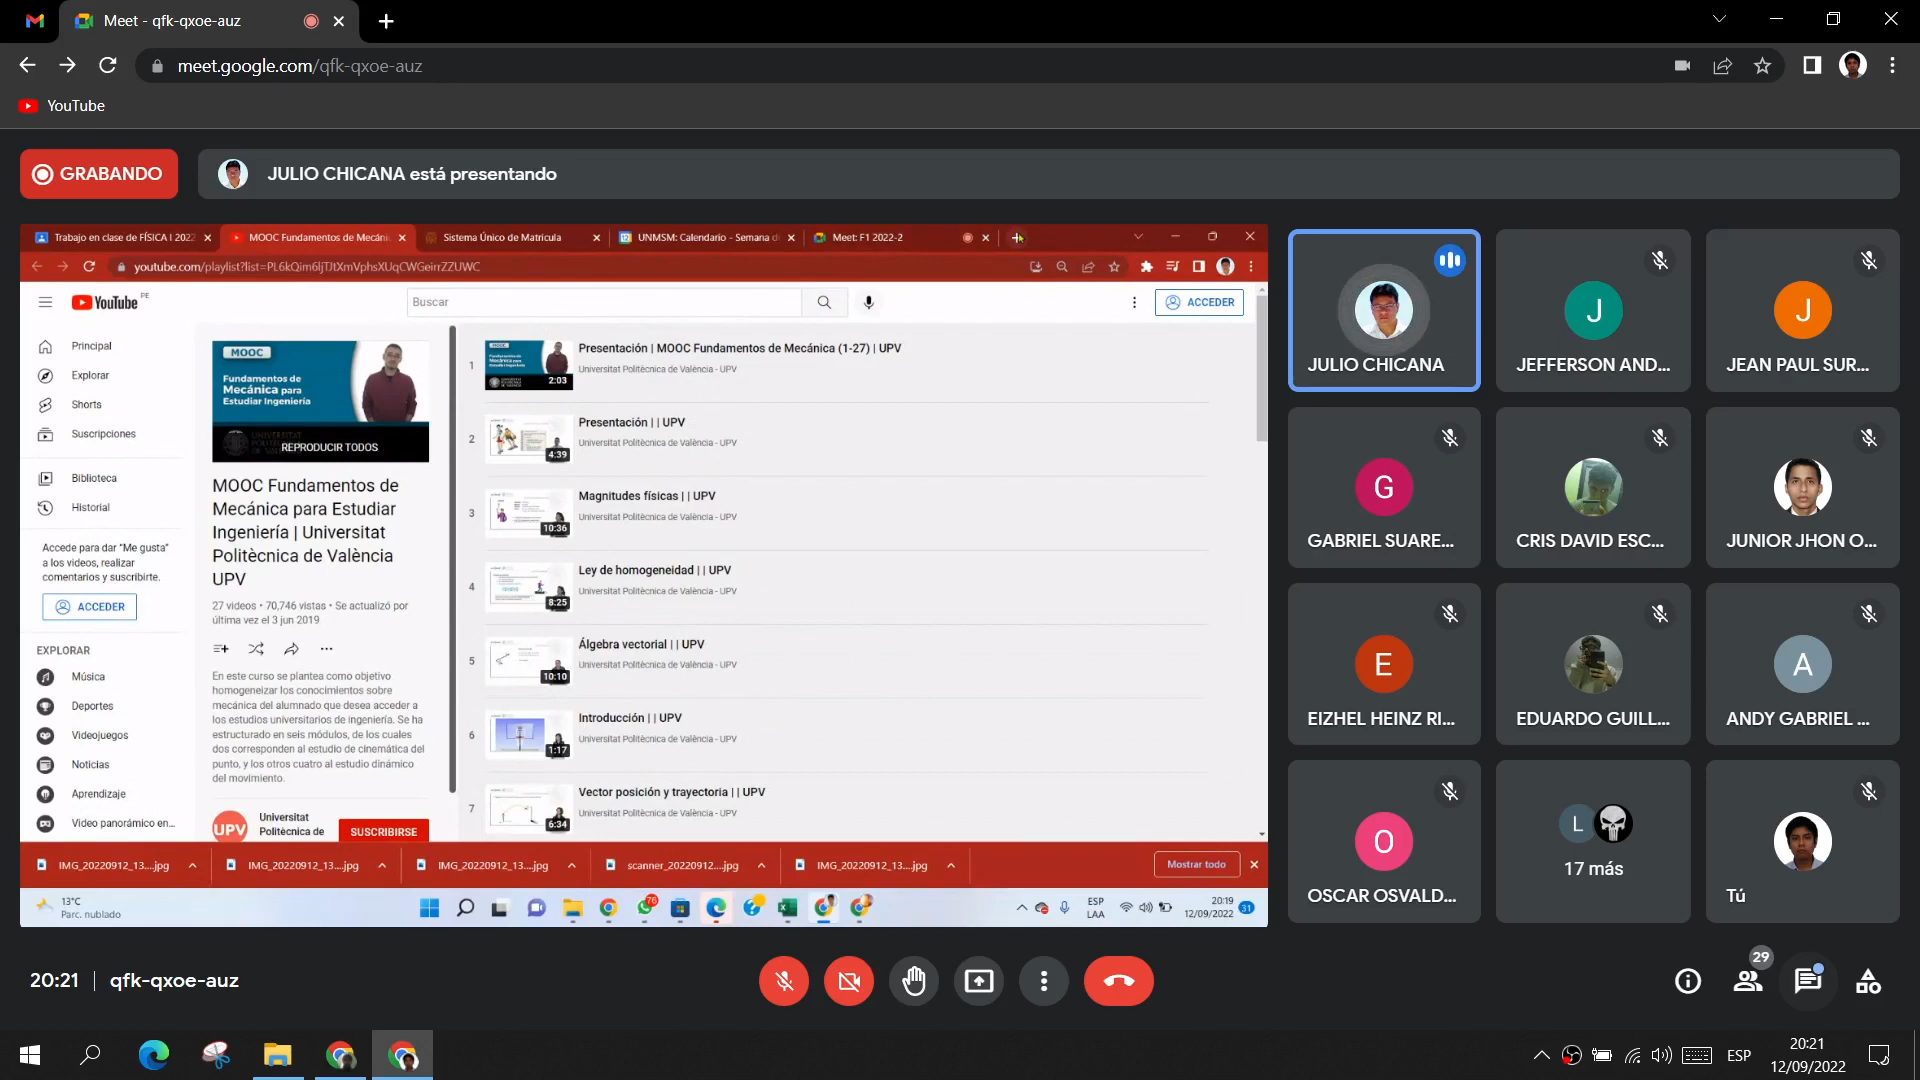 Meet - qfk-qxoe-auz
meet.google.com/qfk-qxoe-auz
YouTube
GRABANDO
JULIO CHICANA está presentando
Trabajo en clase de FÍSICA I 2022
MOOC Fundamentos de Mecáni
Sistema Único de Matricula
UNMSM: Calendario - Semana d
Meet: F1 2022-2
youtube.com/playlist?list=PL6kQim6ljTJtXmVphsXUqCWGeirrZZUWC
YouTube PE
Buscar
ACCEDER
Principal
Explorar
Shorts
Suscripciones
Biblioteca
Historial
Accede para dar "Me gusta"
a los videos, realizar
comentarios y suscribirte.
ACCEDER
EXPLORAR
Música
Deportes
Videojuegos
Noticias
Aprendizaje
Video panorámico en...
MOOC
Fundamentos de
Mecánica para
Estudiar Ingeniería
REPRODUCIR TODOS
MOOC Fundamentos de
Mecánica para Estudiar
Ingeniería | Universitat
Politècnica de València
UPV
27 videos • 70,746 vistas • Se actualizó por
última vez el 3 jun 2019
En este curso se plantea como objetivo
homogeneizar los conocimientos sobre
mecánica del alumnado que desea acceder a
los estudios universitarios de ingeniería. Se ha
estructurado en seis módulos, de los cuales
dos corresponden al estudio de cinemática del
punto, y los otros cuatro al estudio dinámico
del movimiento.
UPV
Universitat
Politècnica de
SUSCRIBIRSE
1
2:03
Presentación | MOOC Fundamentos de Mecánica (1-27) | UPV
Universitat Politècnica de València - UPV
2
4:39
Presentación | | UPV
Universitat Politècnica de València - UPV
3
10:36
Magnitudes físicas | | UPV
Universitat Politècnica de València - UPV
4
8:25
Ley de homogeneidad | | UPV
Universitat Politècnica de València - UPV
5
10:10
Álgebra vectorial | | UPV
Universitat Politècnica de València - UPV
6
1:17
Introducción | | UPV
Universitat Politècnica de València - UPV
7
6:34
Vector posición y trayectoria | | UPV
Universitat Politècnica de València - UPV
IMG_20220912_13....jpg
IMG_20220912_13....jpg
IMG_20220912_13....jpg
scanner_20220912....jpg
IMG_20220912_13....jpg
Mostrar todo
13°C
Parc. nublado
76
ESP
LAA
20:19
12/09/2022
31
JULIO CHICANA
J
JEFFERSON AND...
J
JEAN PAUL SUR...
G
GABRIEL SUARE...
CRIS DAVID ESC...
JUNIOR JHON O...
E
EIZHEL HEINZ RI...
EDUARDO GUILL...
A
ANDY GABRIEL ...
O
OSCAR OSVALD...
L
17 más
Tú
20:21 | qfk-qxoe-auz
29
ESP
20:21
12/09/2022